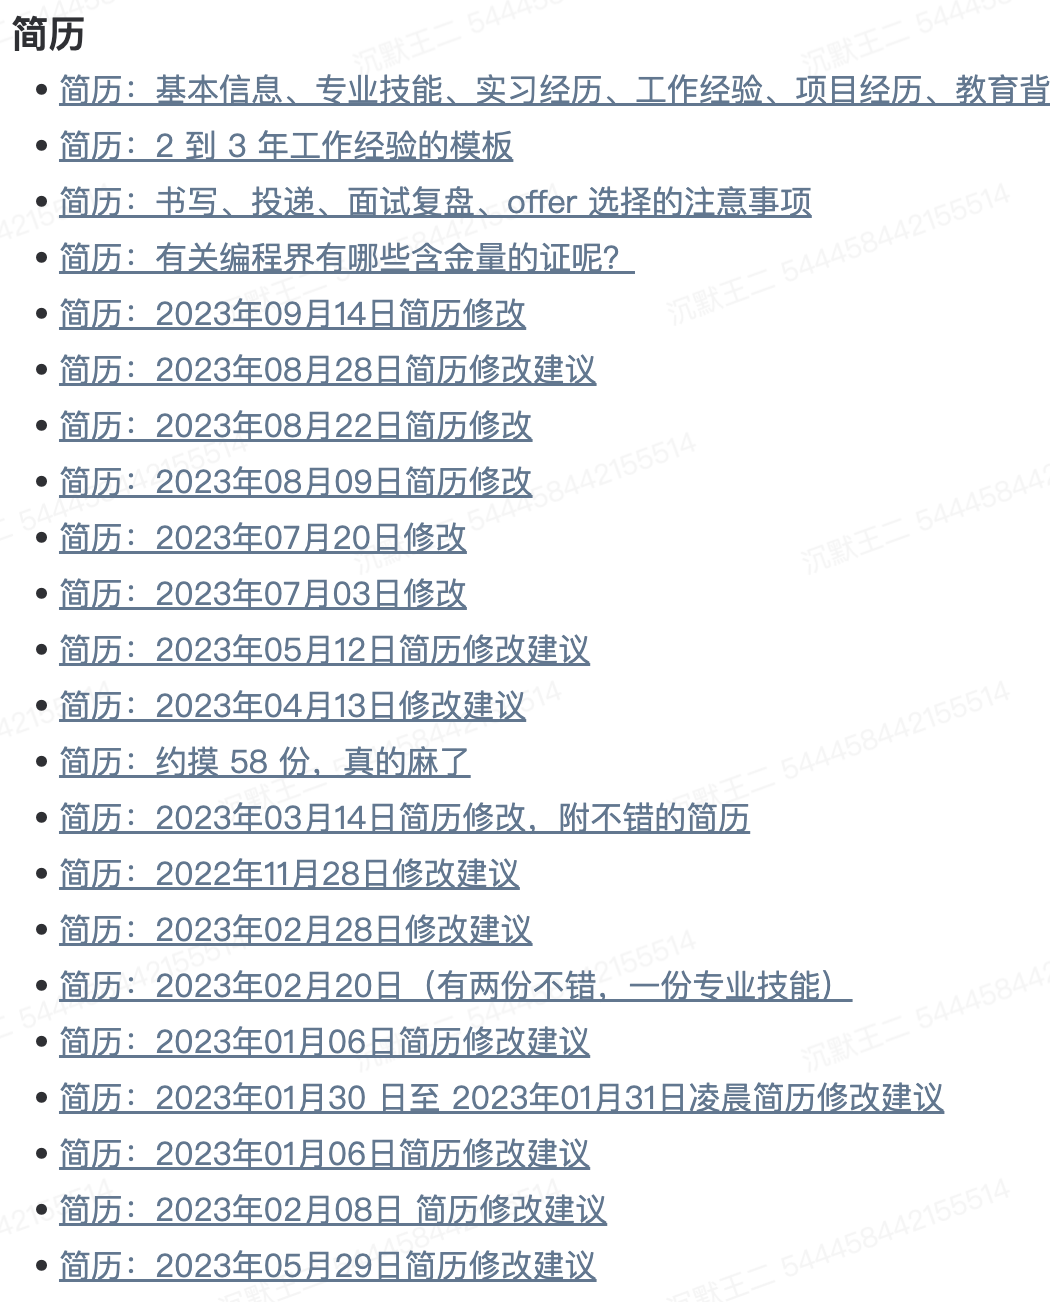 简历
简历：基本信息、专业技能、实习经历、工作经验、项目经历、教育背
简历：2 到 3 年工作经验的模板
简历：书写、投递、面试复盘、offer 选择的注意事项
简历：有关编程界有哪些含金量的证呢？
简历：2023年09月14日简历修改
简历：2023年08月28日简历修改建议
简历：2023年08月22日简历修改
简历：2023年08月09日简历修改
简历：2023年07月20日修改
简历：2023年07月03日修改
简历：2023年05月12日简历修改建议
简历：2023年04月13日修改建议
简历：约摸 58 份，真的麻了
简历：2023年03月14日简历修改，附不错的简历
简历：2022年11月28日修改建议
简历：2023年02月28日修改建议
简历：2023年02月20日（有两份不错，一份专业技能）
简历：2023年01月06日简历修改建议
简历：2023年01月30 日至 2023年01月31日凌晨简历修改建议
简历：2023年01月06日简历修改建议
简历：2023年02月08日 简历修改建议
简历：2023年05月29日简历修改建议
沉默王二 544458442155514